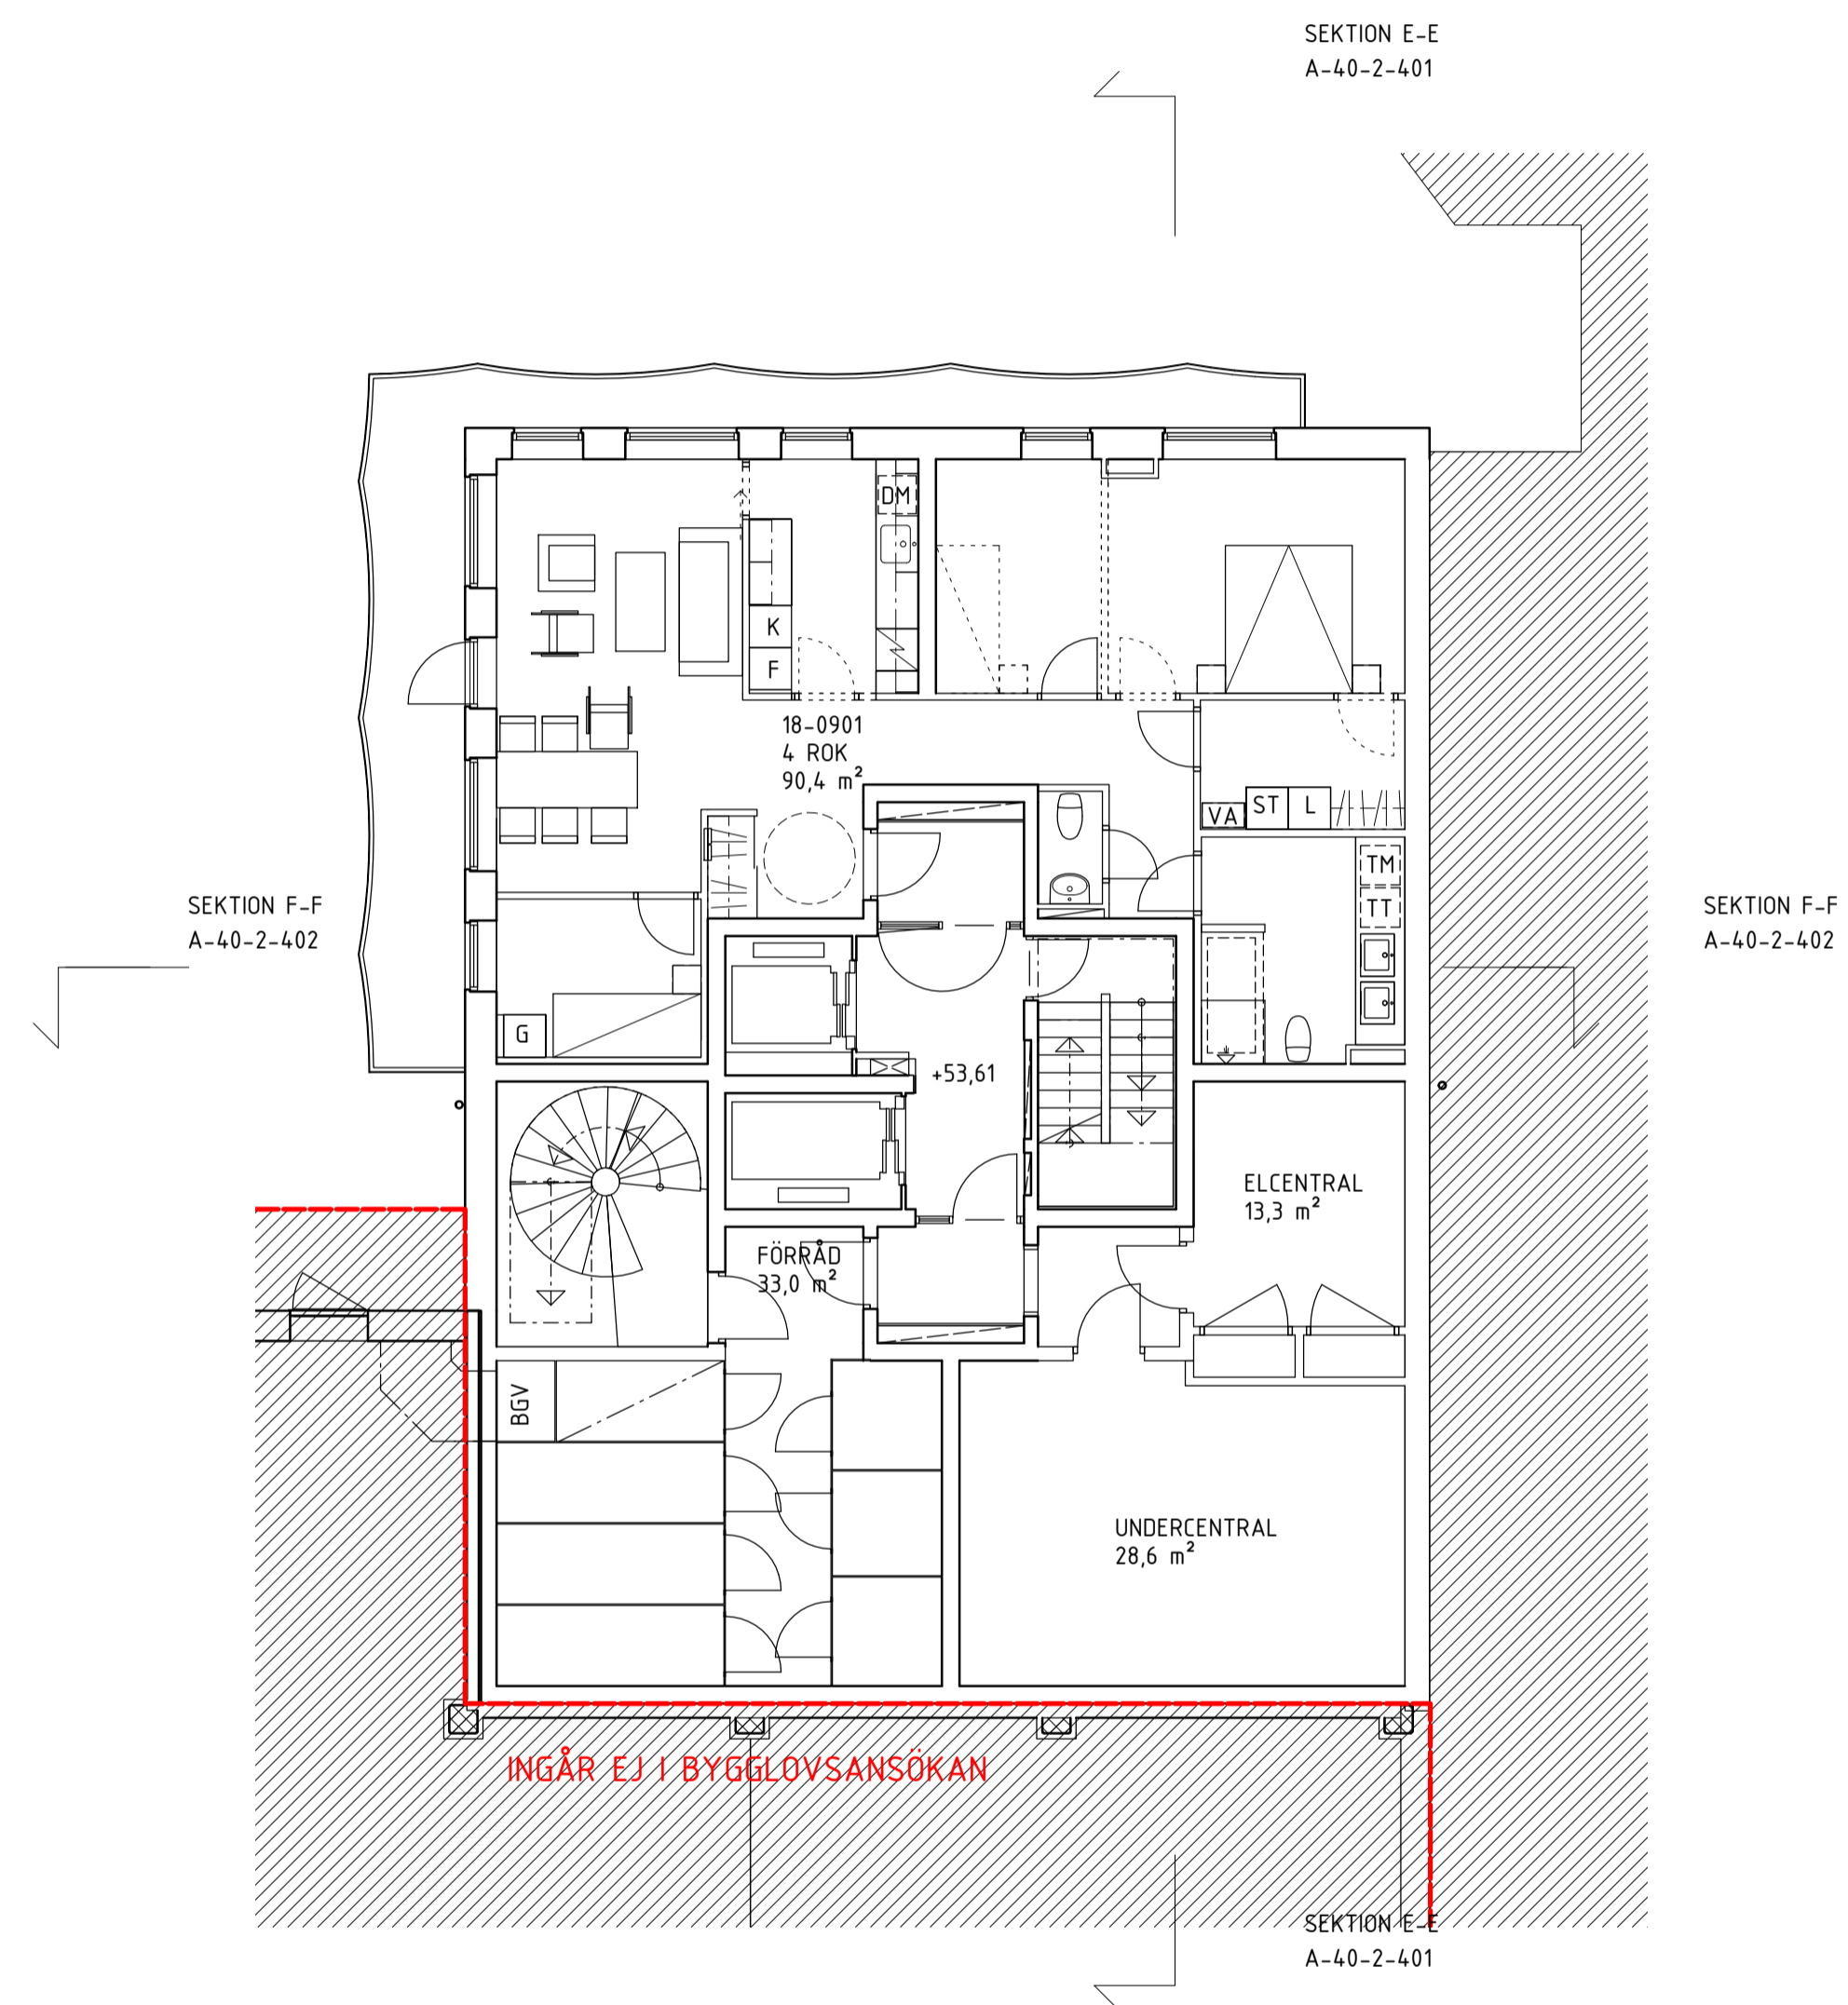 SEKTION E-E
A-40-2-401
DM
K
F
18-0901
4 ROK
90,4 m²
VA
ST
L
TM
TT
SEKTION F-F
A-40-2-402
SEKTION F-F
A-40-2-402
G
+53,61
ELCENTRAL
13,3 m²
FÖRRÅD
33,0 m²
BGV
UNDERCENTRAL
28,6 m²
INGÅR EJ I BYGGLOVSANSÖKAN
SEKTION E-E
A-40-2-401